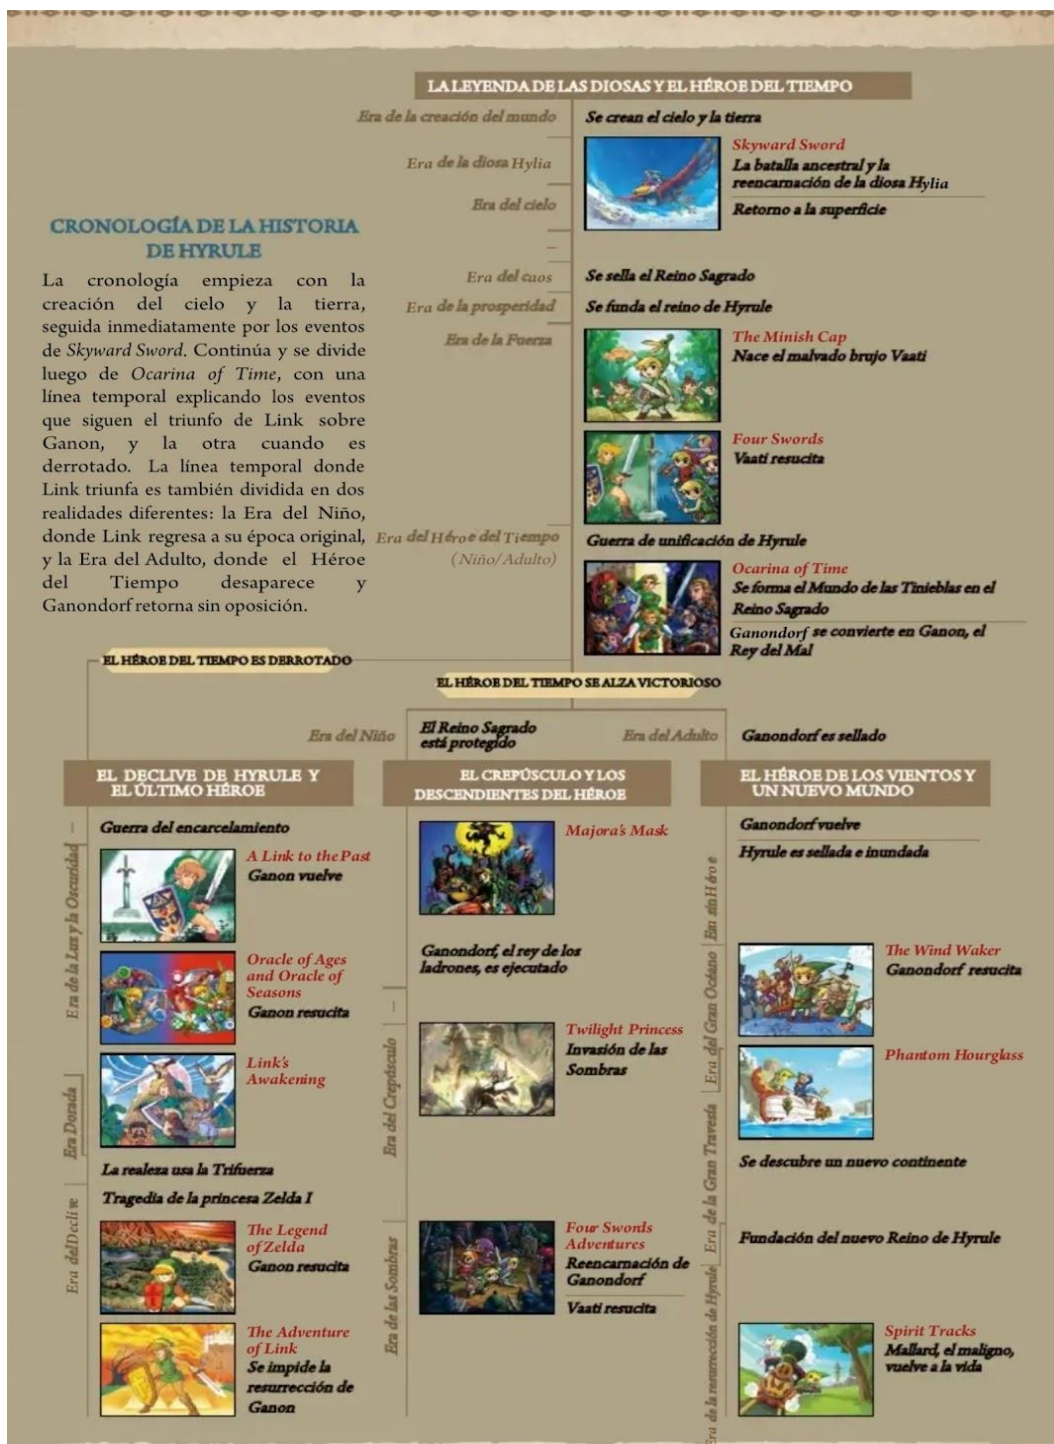 LA LEYENDA DE LAS DIOSAS Y EL HÉROE DEL TIEMPO
Era de la creación del mundo
Se crean el cielo y la tierra
Era de la diosa Hylia
Skyward Sword
La batalla ancestral y la
reencarnación de la diosa Hylia
Era del cielo
Retorno a la superficie
CRONOLOGÍA DE LA HISTORIA
DE HYRULE
La cronología empieza con la
creación del cielo y la tierra,
seguida inmediatamente por los eventos
de Skyward Sword. Continúa y se divide
luego de Ocarina of Time, con una
línea temporal explicando los eventos
que siguen el triunfo de Link sobre
Ganon, y la otra cuando es
derrotado. La línea temporal donde
Link triunfa es también dividida en dos
realidades diferentes: la Era del Niño,
donde Link regresa a su época original,
y la Era del Adulto, donde el Héroe
del Tiempo desaparece y
Ganondorf retorna sin oposición.
Era del caos
Se sella el Reino Sagrado
Era de la prosperidad
Se funda el reino de Hyrule
Era de la Fuerza
The Minish Cap
Nace el malvado brujo Vaati
Four Swords
Vaati resucita
Era del Héroe del Tiempo
(Niño/Adulto)
Guerra de unificación de Hyrule
Ocarina of Time
Se forma el Mundo de las Tinieblas en el
Reino Sagrado
Ganondorf se convierte en Ganon, el
Rey del Mal
EL HÉROE DEL TIEMPO ES DERROTADO
EL HÉROE DEL TIEMPO SE ALZA VICTORIOSO
Era del Niño
El Reino Sagrado
está protegido
Era del Adulto
Ganondorf es sellado
EL DECLIVE DE HYRULE Y
EL ÚLTIMO HÉROE
Guerra del encarcelamiento
Era de la Luz y la Oscuridad
A Link to the Past
Ganon vuelve
Oracle of Ages
and Oracle of
Seasons
Ganon resucita
Link's
Awakening
Era Dorada
La realeza usa la Trifuerza
Tragedia de la princesa Zelda I
Era del Declive
The Legend
of Zelda
Ganon resucita
The Adventure
of Link
Se impide la
resurrección de
Ganon
EL CREPÚSCULO Y LOS
DESCENDIENTES DEL HÉROE
Majora's Mask
Ganondorf, el rey de los
ladrones, es ejecutado
Era del Crepúsculo
Twilight Princess
Invasión de las
Sombras
Era de las Sombras
Four Swords
Adventures
Reencarnación de
Ganondorf
Vaati resucita
EL HÉROE DE LOS VIENTOS Y
UN NUEVO MUNDO
Ganondorf vuelve
Hyrule es sellada e inundada
Era sin Héroe
Era del Gran Océano
The Wind Waker
Ganondorf resucita
Phantom Hourglass
Era de la Gran Travesía
Se descubre un nuevo continente
Fundación del nuevo Reino de Hyrule
Era de la resurrección de Hyrule
Spirit Tracks
Mallard, el maligno,
vuelve a la vida